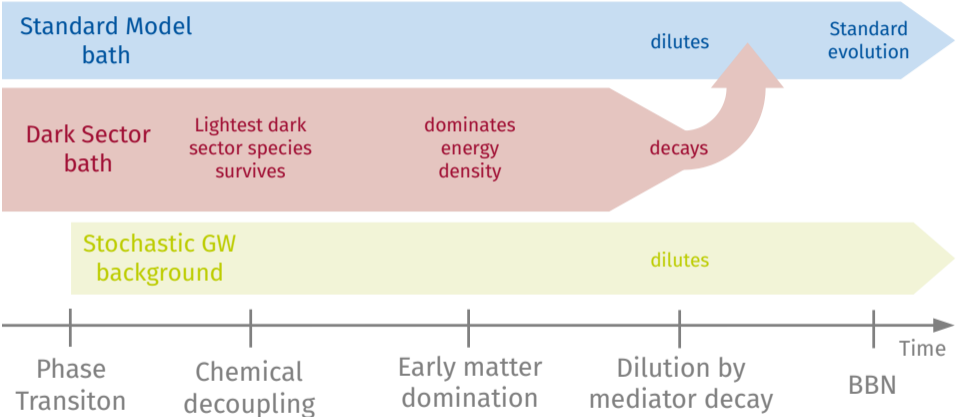 Standard Model
bath
dilutes
Standard
evolution
Dark Sector
bath
Lightest dark
sector species
survives
dominates
energy
density
decays
Stochastic GW
background
dilutes
Time
Phase
Transiton
Chemical
decoupling
Early matter
domination
Dilution by
mediator decay
BBN